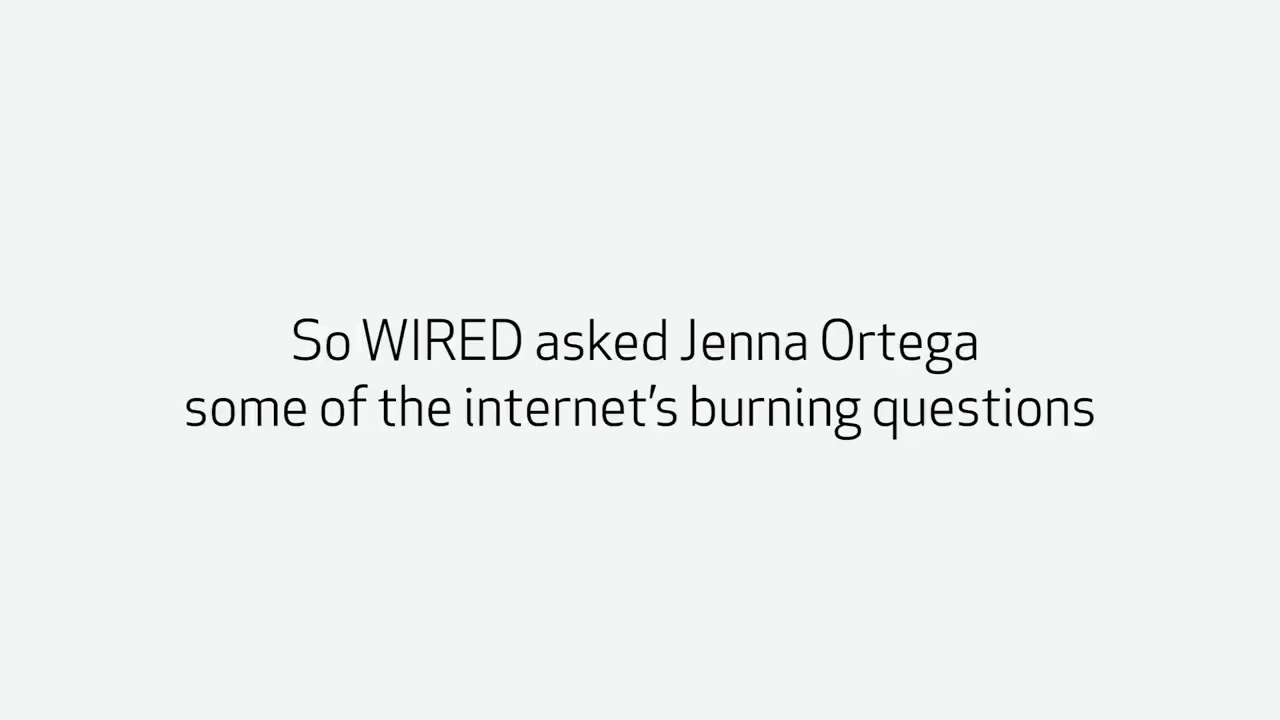 So WIRED asked Jenna Ortega
some of the internet’s burning questions